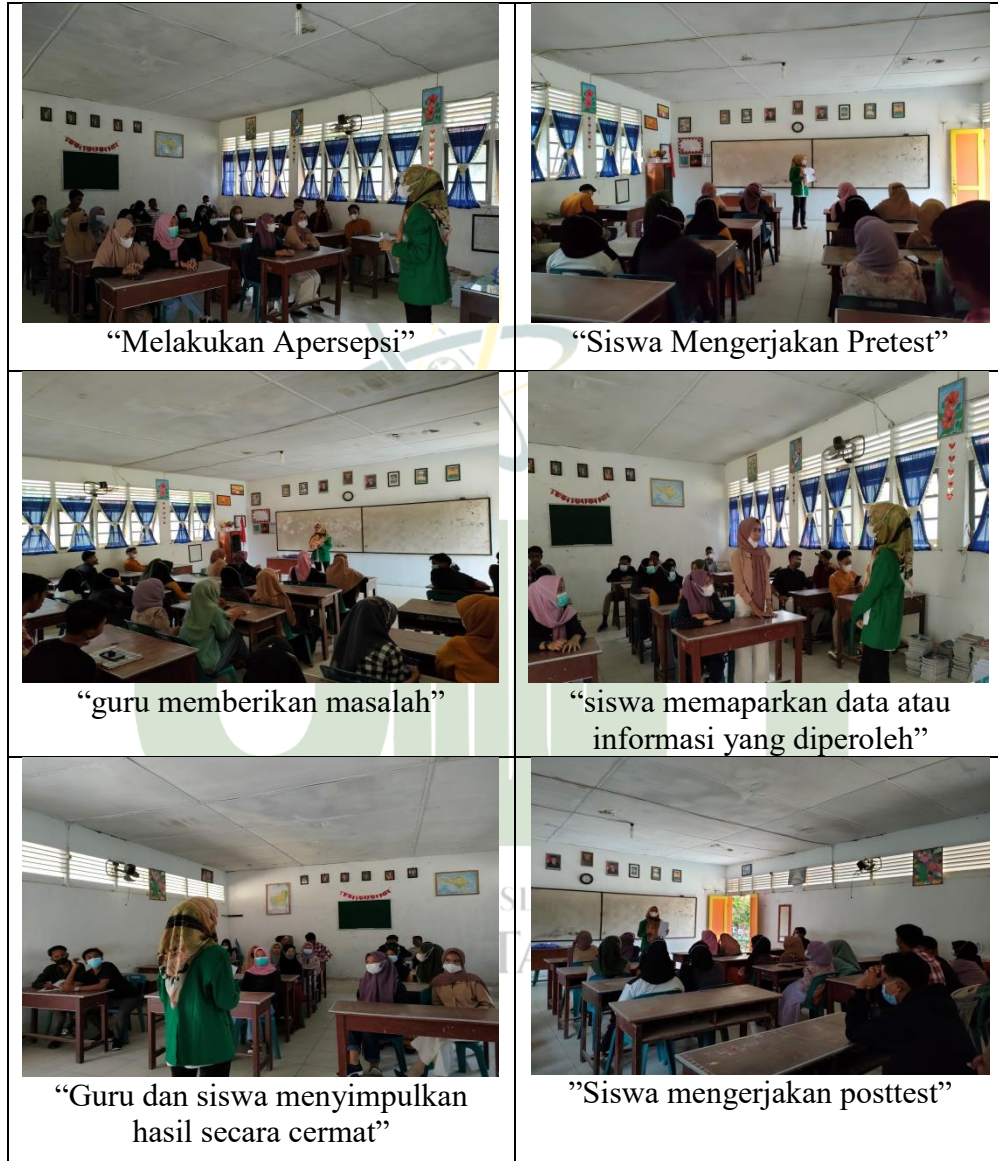 “Melakukan Apersepsi”
“Siswa Mengerjakan Pretest”
“guru memberikan masalah”
“siswa memaparkan data atau
informasi yang diperoleh”
“Guru dan siswa menyimpulkan
hasil secara cermat”
”Siswa mengerjakan posttest”